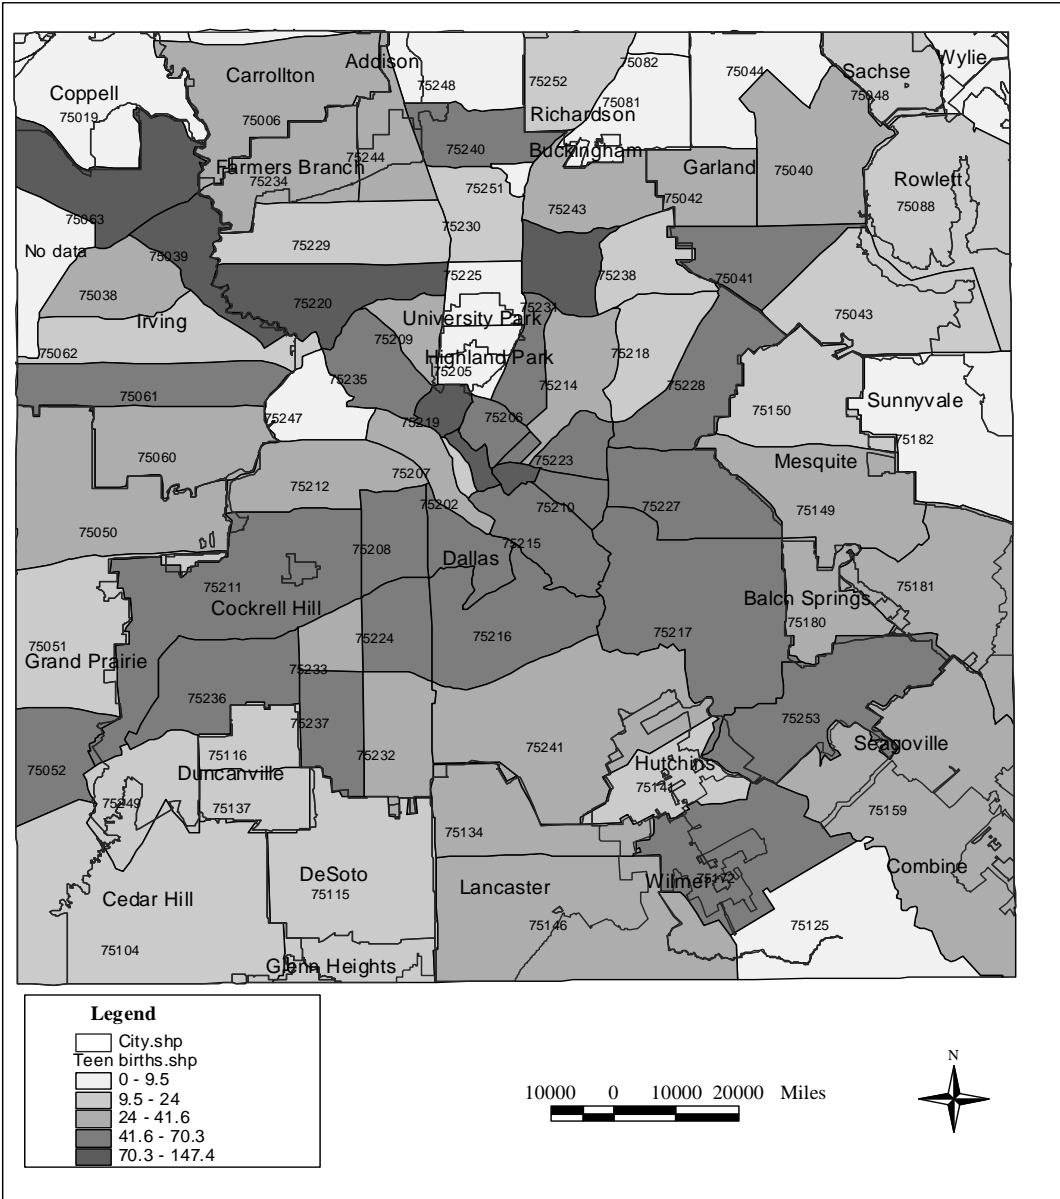 Addison
75082
Wylie
Carrollton
75044
Sachse
75248
75252
Coppell
75048
75081
75019
75006
Richardson
75240
Buckingham
75244
Farmers Branch
Garland
75040
75234
75251
Rowlett
75042
75088
75243
75063
75230
75229
No data
75039
75225
75238
75041
75038
75220
75231
University Park
75043
Irving
75209
75062
Highland Park
75218
75205
75235
75214
75228
75061
Sunnyvale
75150
75247
75219
75206
75182
75060
75223
Mesquite
75207
75212
75202
75210
75227
75149
75050
75215
75208
Dallas
75211
75181
Cockrell Hill
Balch Springs
75180
75217
75224
75216
75051
Grand Prairie
75233
75236
75237
75253
75241
Seagoville
75116
75232
75052
Duncanville
Hutchins
75141
75249
75137
75159
75134
Combine
DeSoto
Lancaster
Wilmer
75172
75115
Cedar Hill
75146
75125
75104
Glenn Heights
Legend
City.shp
Teen births.shp
0 - 9.5
9.5 - 24
24 - 41.6
41.6 - 70.3
70.3 - 147.4
10000 0 10000 20000 Miles
N